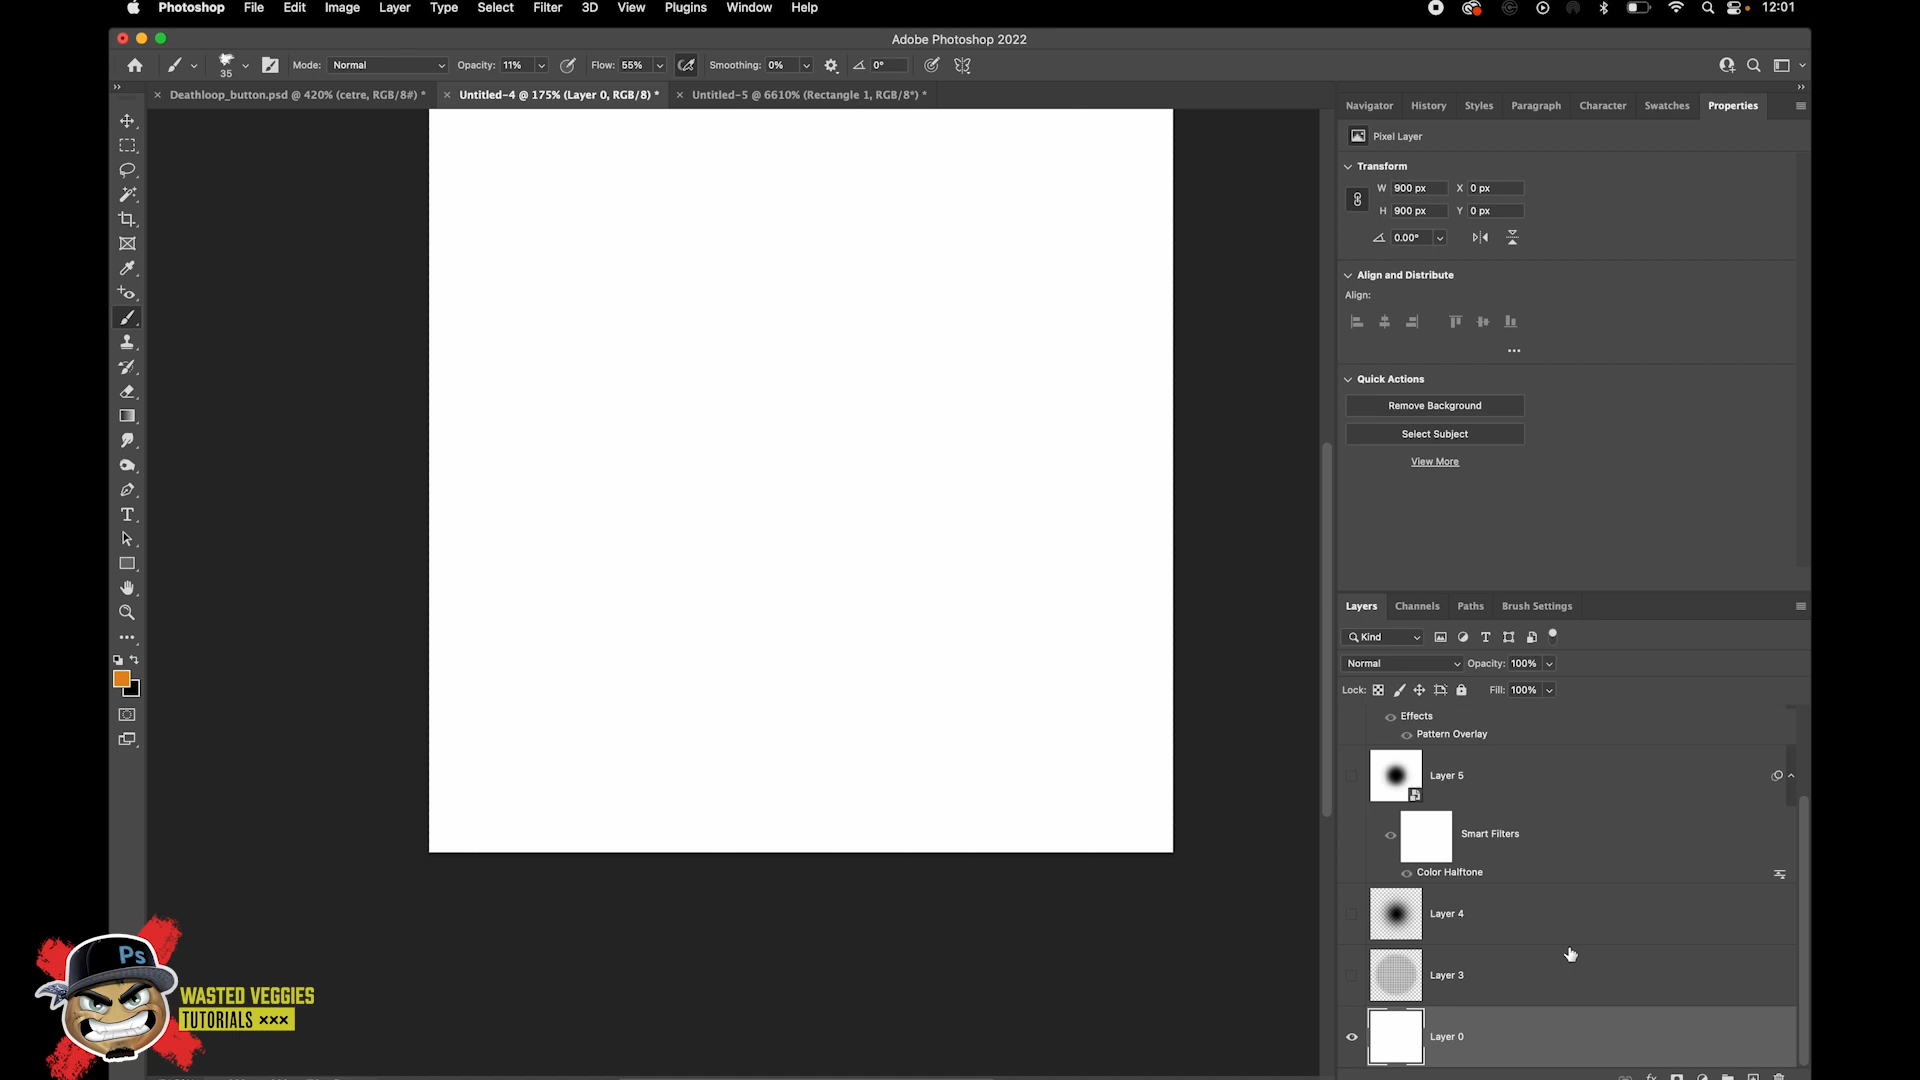 Photoshop File Edit Image Layer Type Select Filter 3D View Plugins Window Help 12:01
Adobe Photoshop 2022
35 Mode: Normal Opacity: 11% Flow: 55% Smoothing: 0% 0°
Deathloop_button.psd @ 420% (cetre, RGB/8#) * Untitled-4 @ 175% (Layer 0, RGB/8) * Untitled-5 @ 6610% (Rectangle 1, RGB/8*) *
Navigator History Styles Paragraph Character Swatches Properties
Pixel Layer
Transform
W 900 px X 0 px
H 900 px Y 0 px
0.00°
Align and Distribute
Align:
Quick Actions
Remove Background
Select Subject
View More
Layers Channels Paths Brush Settings
Kind
Normal Opacity: 100%
Lock: Fill: 100%
Effects
Pattern Overlay
Layer 5
Smart Filters
Color Halftone
Layer 4
Layer 3
Layer 0
Ps
WASTED VEGGIES
TUTORIALS xxx